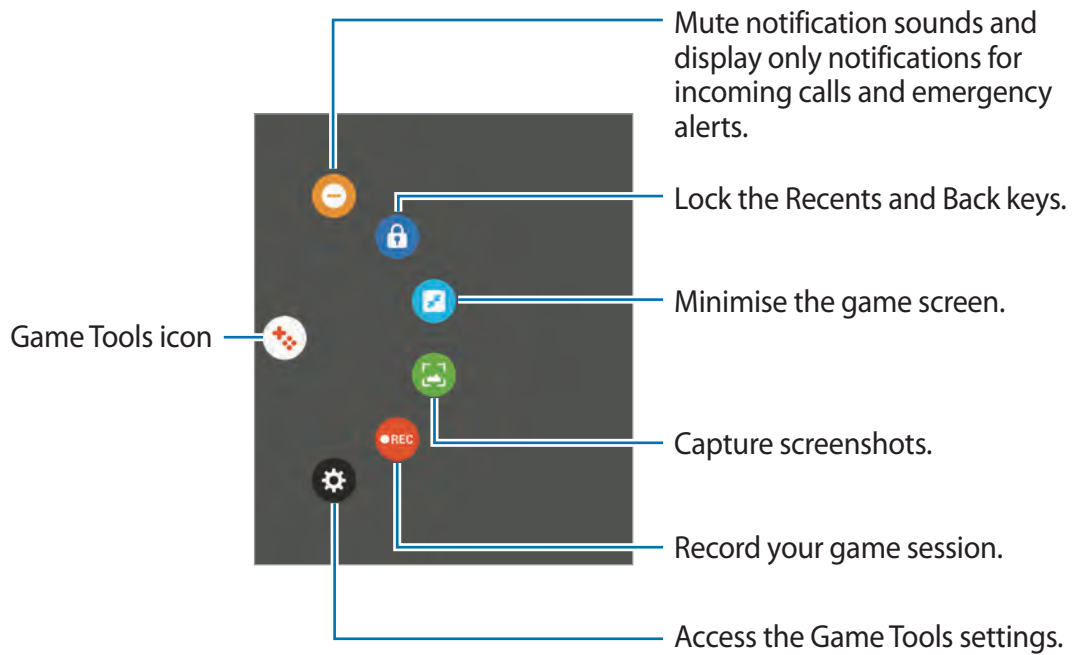 Mute notification sounds and
display only notifications for
incoming calls and emergency
alerts.
Lock the Recents and Back keys.
Minimise the game screen.
Game Tools icon
Capture screenshots.
REC
Record your game session.
Access the Game Tools settings.